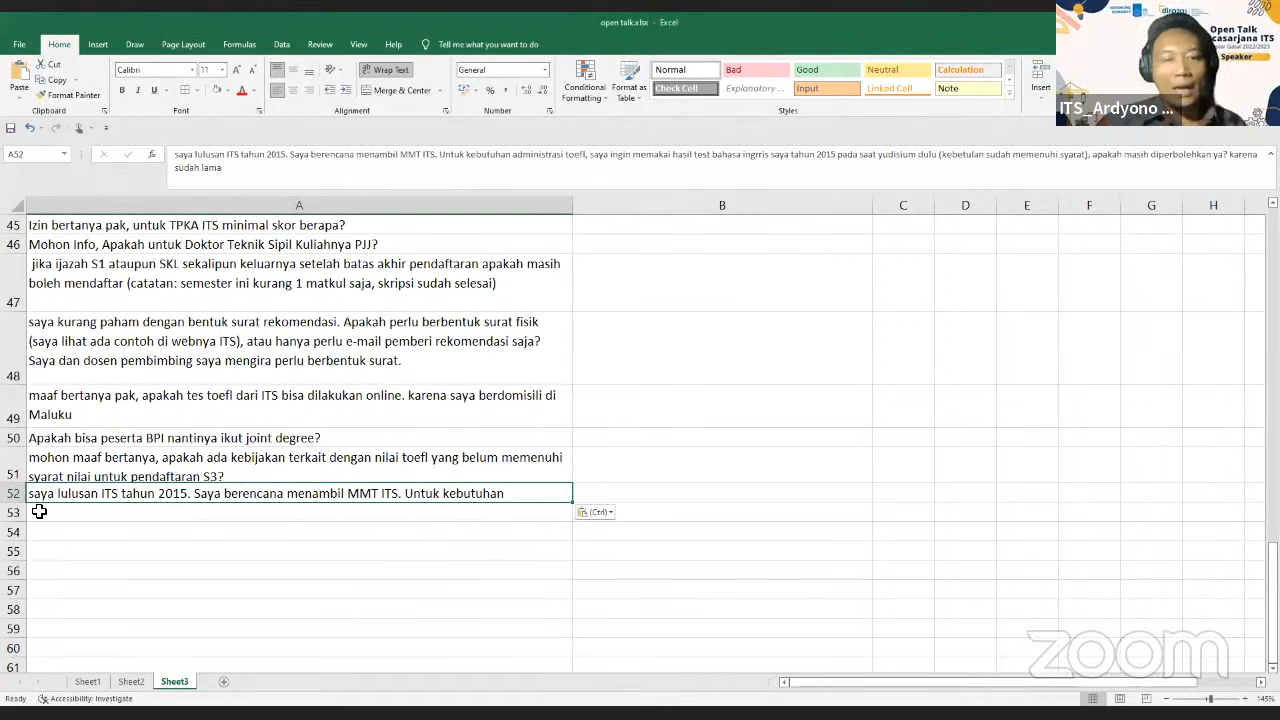 open talk.xlsx - Excel
File Home Insert Draw Page Layout Formulas Data Review View Help Tell me what you want to do
Paste
Cut
Copy
Format Painter
Clipboard
Calibri 11
B I U
Font
Wrap Text
Merge & Center
Alignment
General
Number
Conditional Formatting
Format as Table
Normal Bad Good Neutral Calculation
Check Cell Explanatory ... Input Linked Cell Note
Styles
Insert
Open Talk
Speaker
ITS_Ardyono ...
A52
saya lulusan ITS tahun 2015. Saya berencana menambil MMT ITS. Untuk kebutuhan administrasi toefl, saya ingin memakai hasil test bahasa ingrris saya tahun 2015 pada saat yudisium dulu (kebetulan sudah memenuhi syarat), apakah masih diperbolehkan ya? karena
sudah lama
A B C D E F G H
45 Izin bertanya pak, untuk TPKA ITS minimal skor berapa?
46 Mohon Info, Apakah untuk Doktor Teknik Sipil Kuliahnya PJJ?
jika ijazah S1 ataupun SKL sekalipun keluarnya setelah batas akhir pendaftaran apakah masih
boleh mendaftar (catatan: semester ini kurang 1 matkul saja, skripsi sudah selesai)
47
saya kurang paham dengan bentuk surat rekomendasi. Apakah perlu berbentuk surat fisik
(saya lihat ada contoh di webnya ITS), atau hanya perlu e-mail pemberi rekomendasi saja?
Saya dan dosen pembimbing saya mengira perlu berbentuk surat.
48
maaf bertanya pak, apakah tes toefl dari ITS bisa dilakukan online. karena saya berdomisili di
Maluku
49
50 Apakah bisa peserta BPI nantinya ikut joint degree?
mohon maaf bertanya, apakah ada kebijakan terkait dengan nilai toefl yang belum memenuhi
51 syarat nilai untuk pendaftaran S3?
52 saya lulusan ITS tahun 2015. Saya berencana menambil MMT ITS. Untuk kebutuhan
53
(Ctrl)
54
55
56
57
58
59
60
61
zoom
Sheet1 Sheet2 Sheet3
Ready Accessibility: Investigate
145%